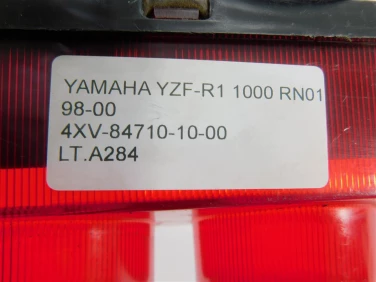 YAMAHA YZF-R1 1000 RN01
98-00
4XV-84710-10-00
LT.A284